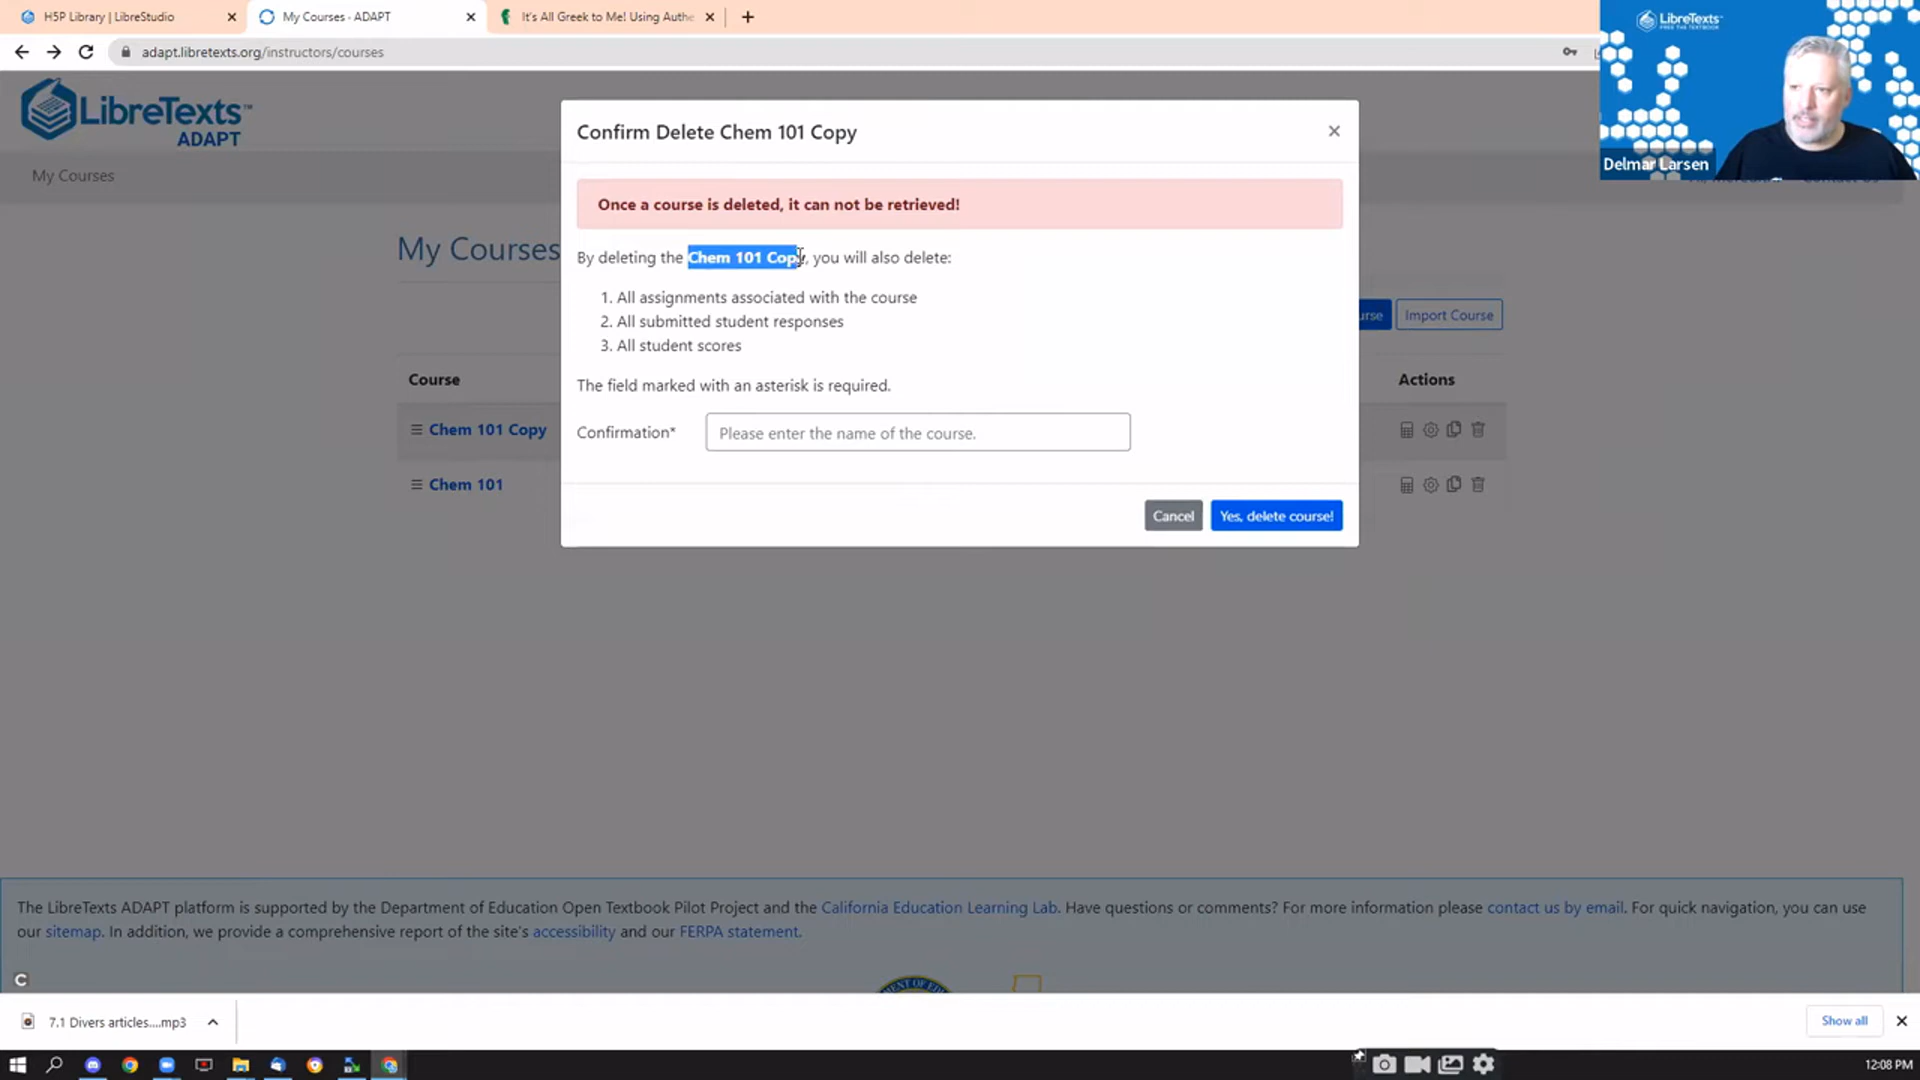 H5P Library | LibreStudio
My Courses - ADAPT
It's All Greek to Me! Using Authe
adapt.libretexts.org/instructors/courses
LibreTexts™
FREE THE TEXTBOOK
Delmar Larsen
LibreTexts™
ADAPT
My Courses
Confirm Delete Chem 101 Copy
Once a course is deleted, it can not be retrieved!
By deleting the Chem 101 Copy, you will also delete:
1. All assignments associated with the course
2. All submitted student responses
3. All student scores
The field marked with an asterisk is required.
Confirmation*
Please enter the name of the course.
Cancel
Yes, delete course!
My Courses
urse
Import Course
Course
Actions
Chem 101 Copy
Chem 101
The LibreTexts ADAPT platform is supported by the Department of Education Open Textbook Pilot Project and the California Education Learning Lab. Have questions or comments? For more information please contact us by email. For quick navigation, you can use
our sitemap. In addition, we provide a comprehensive report of the site's accessibility and our FERPA statement.
7.1 Divers articles....mp3
Show all
12:08 PM